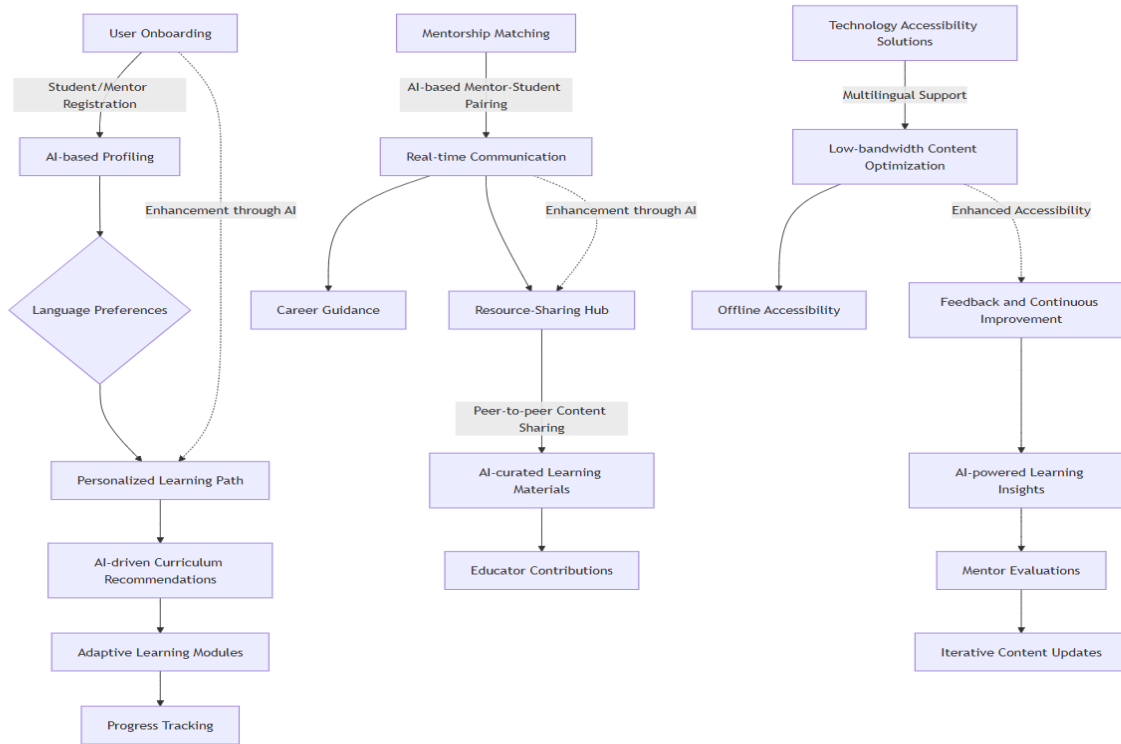 User Onboarding
Student/Mentor
Registration
AI-based Profiling
Enhancement through AI
Language Preferences
Personalized Learning Path
AI-driven Curriculum
Recommendations
Adaptive Learning Modules
Progress Tracking
Mentorship Matching
AI-based Mentor-Student
Pairing
Real-time Communication
Enhancement through AI
Career Guidance
Resource-Sharing Hub
Peer-to-peer Content
Sharing
AI-curated Learning
Materials
Educator Contributions
Technology Accessibility
Solutions
Multilingual Support
Low-bandwidth Content
Optimization
Enhanced Accessibility
Offline Accessibility
Feedback and Continuous
Improvement
AI-powered Learning
Insights
Mentor Evaluations
Iterative Content Updates